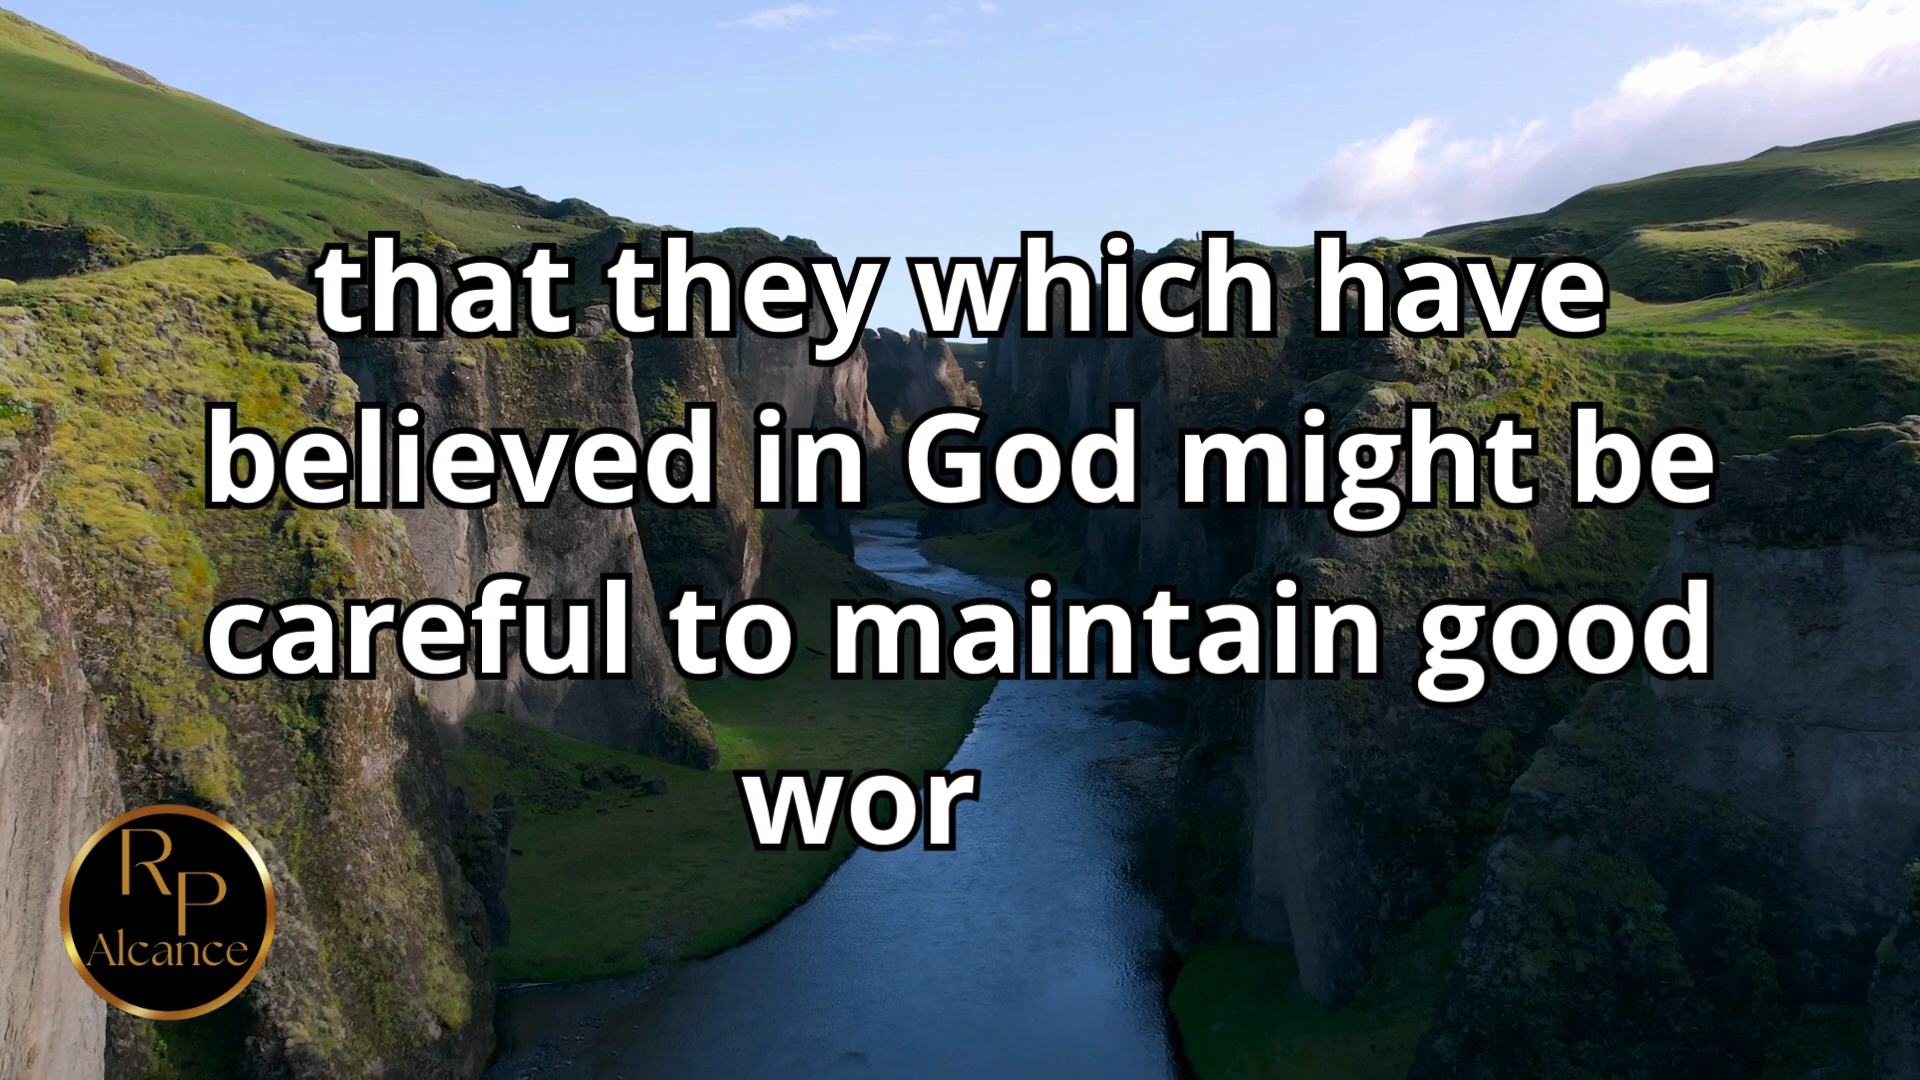 that they which have
believed in God might be
careful to maintain good
wor
RP
Alcance